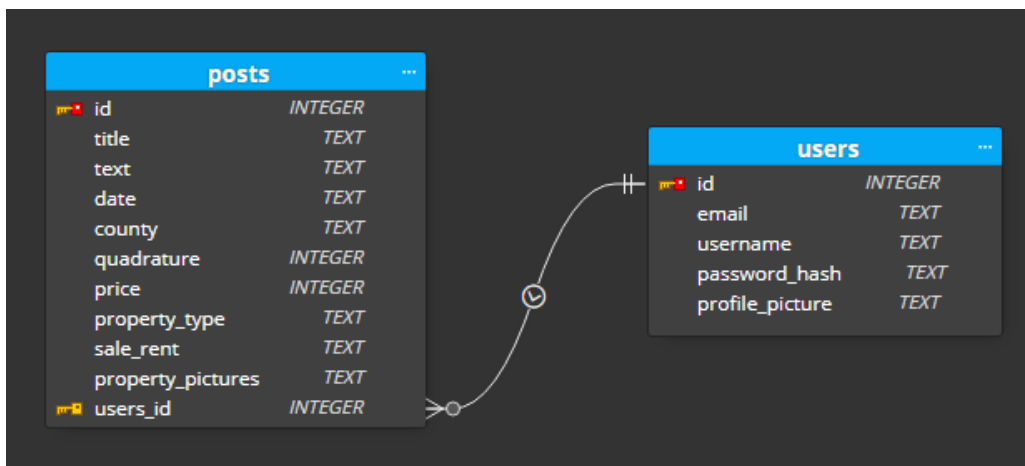 posts ...
id INTEGER
title TEXT
text TEXT
date TEXT
county TEXT
quadrature INTEGER
price INTEGER
property_type TEXT
sale_rent TEXT
property_pictures TEXT
users_id INTEGER
users ...
id INTEGER
email TEXT
username TEXT
password_hash TEXT
profile_picture TEXT